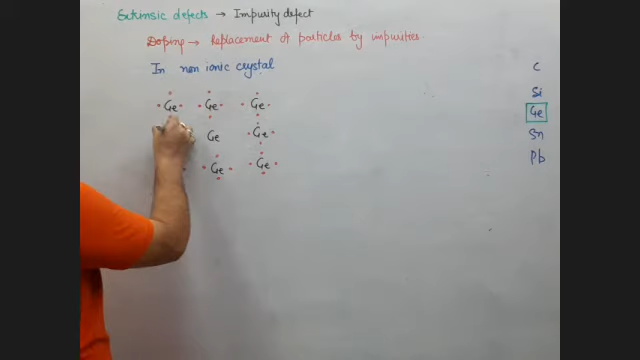 Extrinsic defects → Impurity defect
Doping → Replacement of particles by impurities.
In non ionic crystal
Ge Ge Ge
Ge Ge
Ge Ge
C
Si
Ge
Sn
Pb